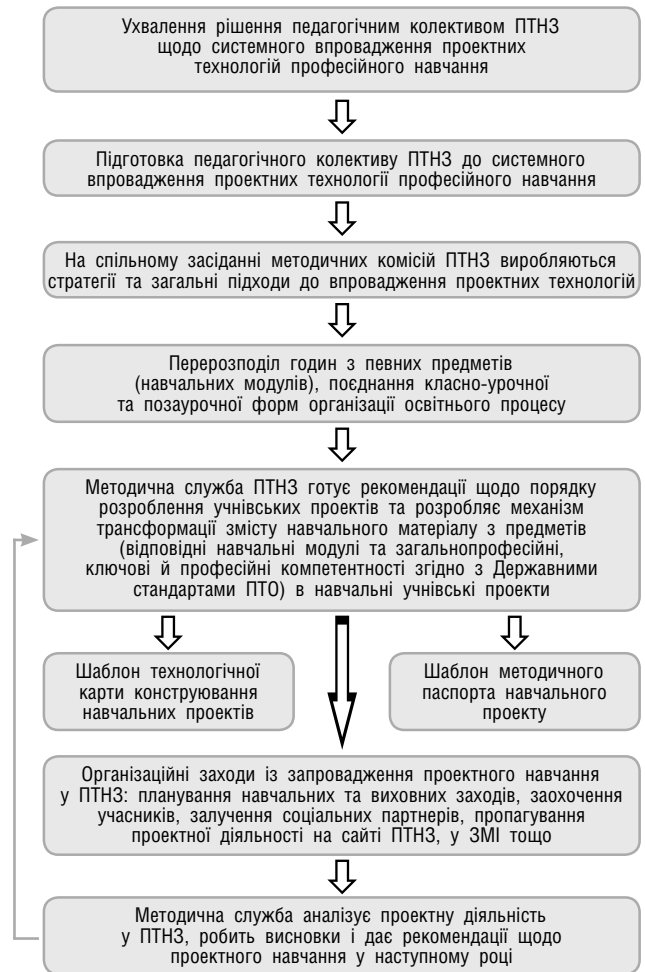 Ухвалення рішення педагогічним колективом ПТНЗ
щодо системного впровадження проектних
технологій професійного навчання
Підготовка педагогічного колективу ПТНЗ до системного
впровадження проектних технології професійного навчання
На спільному засіданні методичних комісій ПТНЗ виробляються
стратегії та загальні підходи до впровадження проектних технологій
Перерозподіл годин з певних предметів
(навчальних модулів), поєднання класно-урочної
та позаурочної форм організації освітнього процесу
Методична служба ПТНЗ готує рекомендації щодо порядку
розроблення учнівських проектів та розробляє механізм
трансформації змісту навчального матеріалу з предметів
(відповідні навчальні модулі та загальнопрофесійні,
ключові й професійні компетентності згідно з Державними
стандартами ПТО) в навчальні учнівські проекти
Шаблон технологічної
карти конструювання
навчальних проектів
Шаблон методичного
паспорта навчального
проекту
Організаційні заходи із запровадження проектного навчання
у ПТНЗ: планування навчальних та виховних заходів, заохочення
учасників, залучення соціальних партнерів, пропагування
проектної діяльності на сайті ПТНЗ, у ЗМІ тощо
Методична служба аналізує проектну діяльність
у ПТНЗ, робить висновки і дає рекомендації щодо
проектного навчання у наступному році